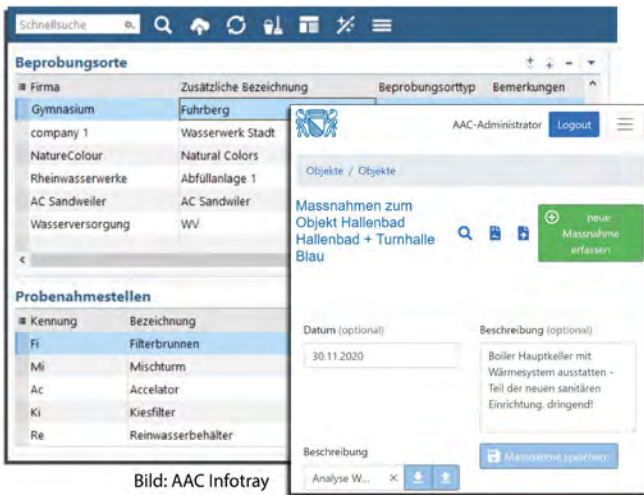 Schnellsuche
Beprobungsorte
Firma Zusätzliche Bezeichnung Beprobungsorttyp Bemerkungen
Gymnasium Fuhrberg
company 1 Wasserwerk Stadt
NatureColour Natural Colors
Rheinwasserwerke Abfüllanlage 1
AC Sandweiler AC Sandwiler
Wasserversorgung WV
Probenahmestellen
Kennung Bezeichnung
Fi Filterbrunnen
Mi Mischturm
Ac Accelator
Ki Kiesfilter
Re Reinwasserbehälter
Bild: AAC Infotray
AAC-Administrator Logout
Objekte / Objekte
Massnahmen zum
Objekt Hallenbad
Hallenbad + Turnhalle
Blau
neue
Massnahme
erfassen
Datum (optional)
30.11.2020
Beschreibung (optional)
Boiler Hauptkeller mit
Wärmesystem ausstatten -
Teil der neuen sanitären
Einrichtung. dringend!
Beschreibung
Analyse W...
Massnahme speichern